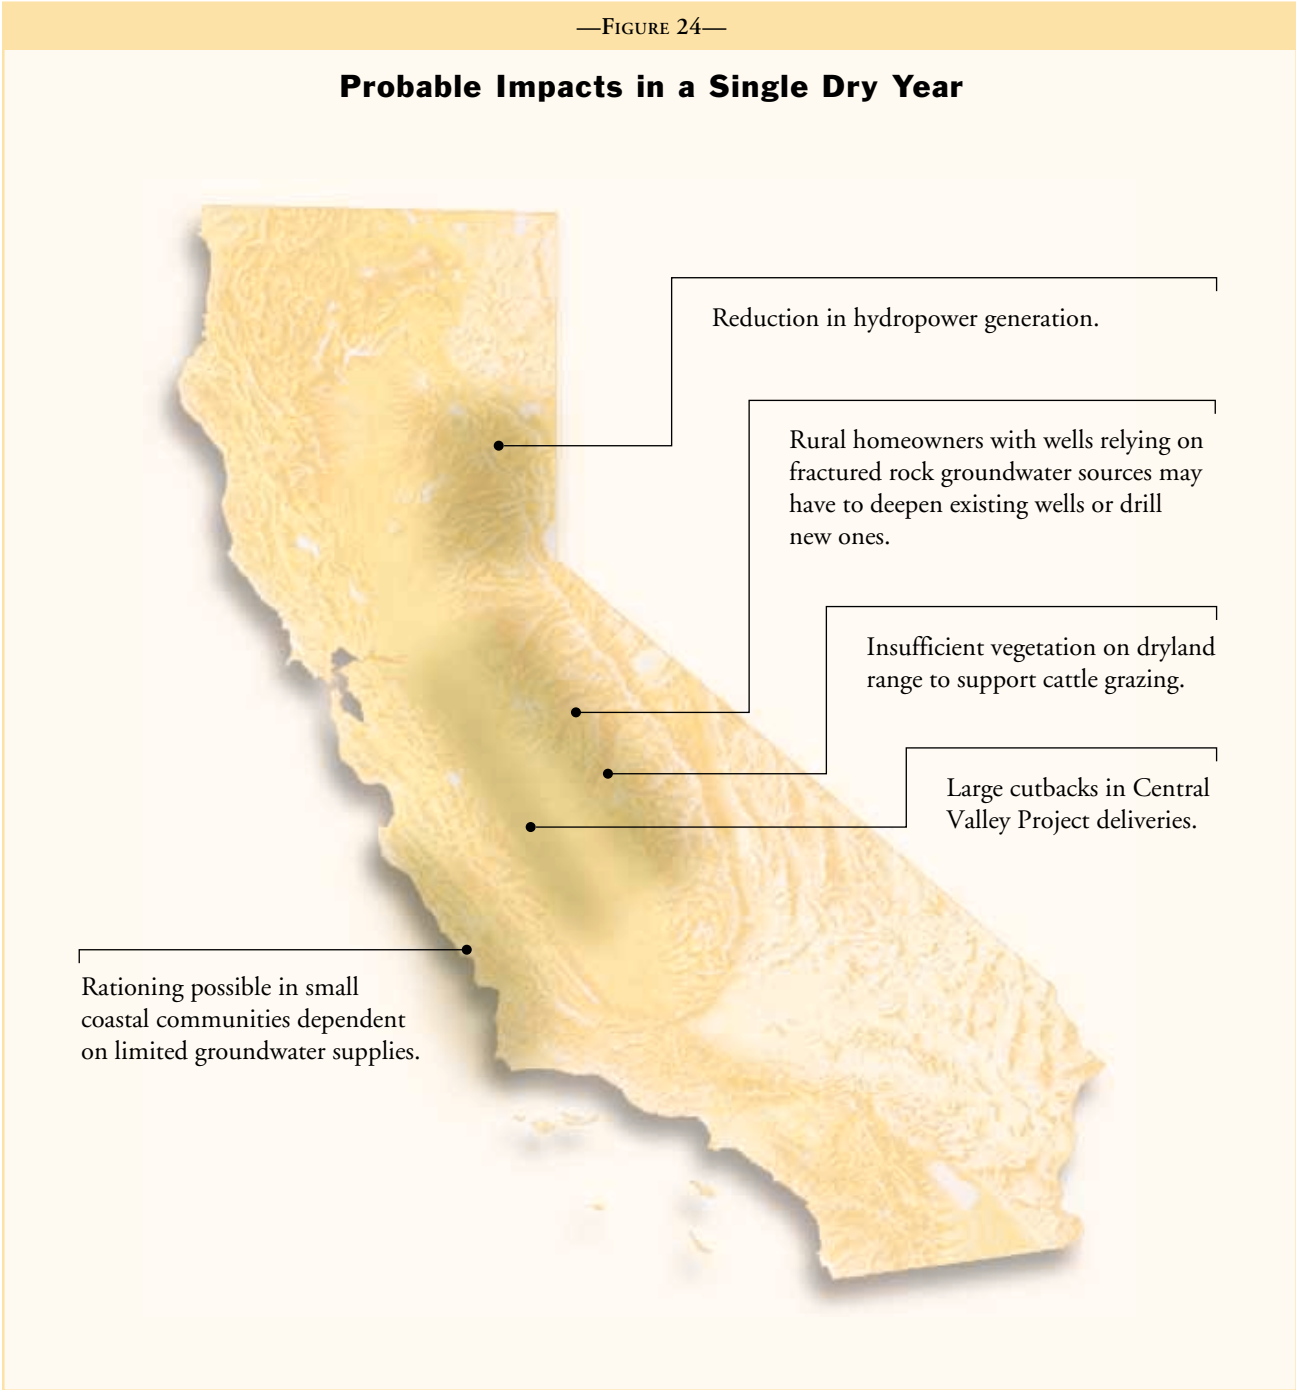 —Figure 24—
Probable Impacts in a Single Dry Year
Reduction in hydropower generation.
Rural homeowners with wells relying on
fractured rock groundwater sources may
have to deepen existing wells or drill
new ones.
Insufficient vegetation on dryland
range to support cattle grazing.
Large cutbacks in Central
Valley Project deliveries.
Rationing possible in small
coastal communities dependent
on limited groundwater supplies.